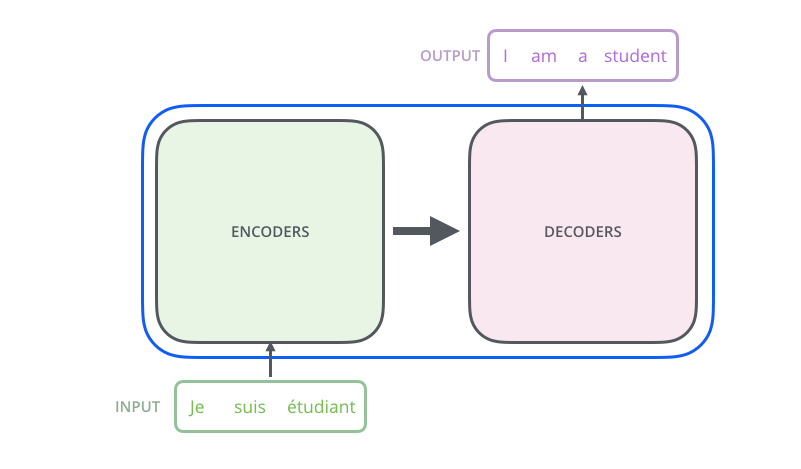 OUTPUT I am a student
ENCODERS DECODERS
INPUT Je suis étudiant